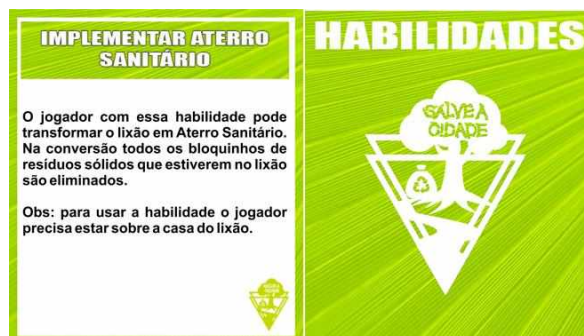 IMPLEMENTAR ATERRO
SANITÁRIO
O jogador com essa habilidade pode
transformar o lixão em Aterro Sanitário.
Na conversão todos os bloquinhos de
resíduos sólidos que estiverem no lixão
são eliminados.
Obs: para usar a habilidade o jogador
precisa estar sobre a casa do lixão.
HABILIDADES
SALVE A
CIDADE